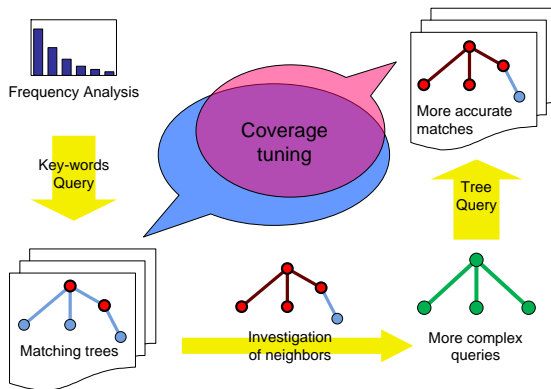 Frequency Analysis
Key-words
Query
Coverage
tuning
More accurate
matches
Tree
Query
Matching trees
Investigation
of neighbors
More complex
queries